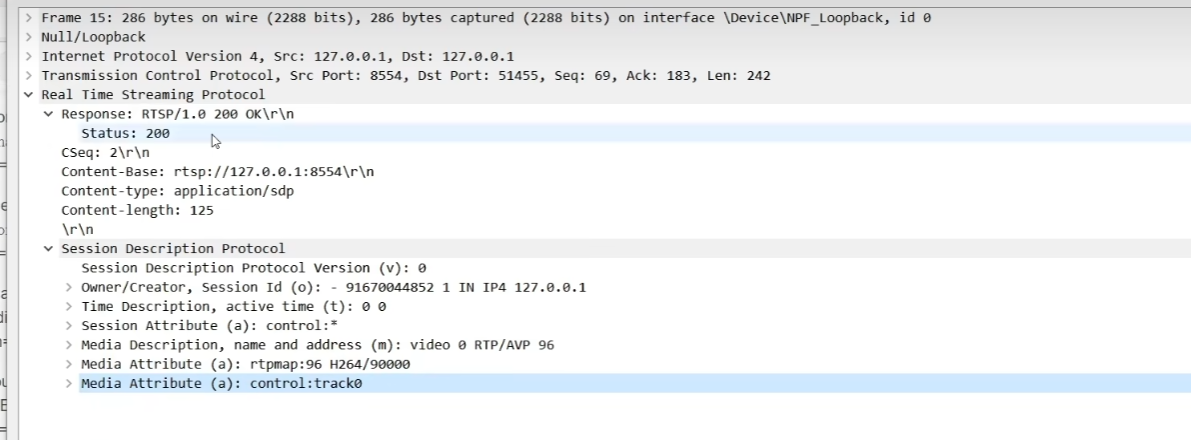 Frame 15: 286 bytes on wire (2288 bits), 286 bytes captured (2288 bits) on interface \Device\NPF_Loopback, id 0
Null/Loopback
Internet Protocol Version 4, Src: 127.0.0.1, Dst: 127.0.0.1
Transmission Control Protocol, Src Port: 8554, Dst Port: 51455, Seq: 69, Ack: 183, Len: 242
Real Time Streaming Protocol
Response: RTSP/1.0 200 OK\r\n
Status: 200
CSeq: 2\r\n
Content-Base: rtsp://127.0.0.1:8554\r\n
Content-type: application/sdp
Content-length: 125
\r\n
Session Description Protocol
Session Description Protocol Version (v): 0
Owner/Creator, Session Id (o): - 91670044852 1 IN IP4 127.0.0.1
Time Description, active time (t): 0 0
Session Attribute (a): control:*
Media Description, name and address (m): video 0 RTP/AVP 96
Media Attribute (a): rtpmap:96 H264/90000
Media Attribute (a): control:track0